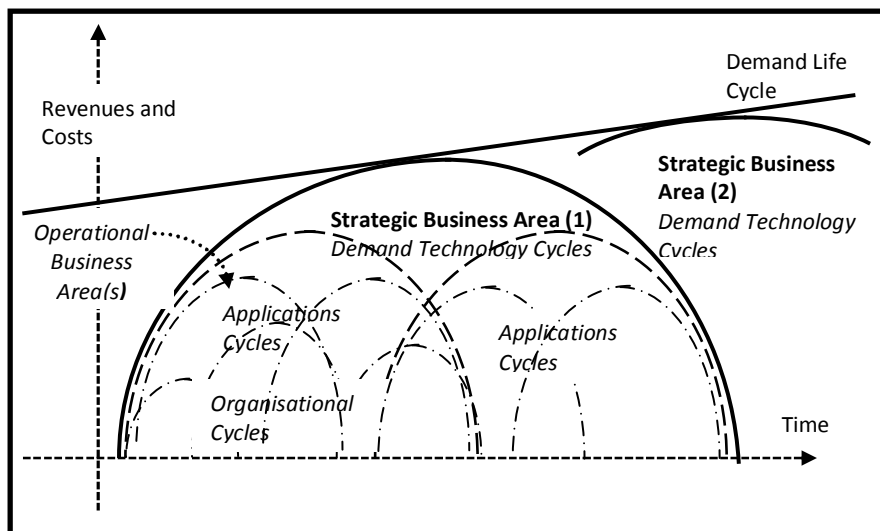 Demand Life
Cycle
Revenues and
Costs
Strategic Business
Area (2)
Demand Technology
Cycles
Strategic Business Area (1)
Demand Technology Cycles
Operational
Business
Area(s)
Applications
Cycles
Applications
Cycles
Organisational
Cycles
Time